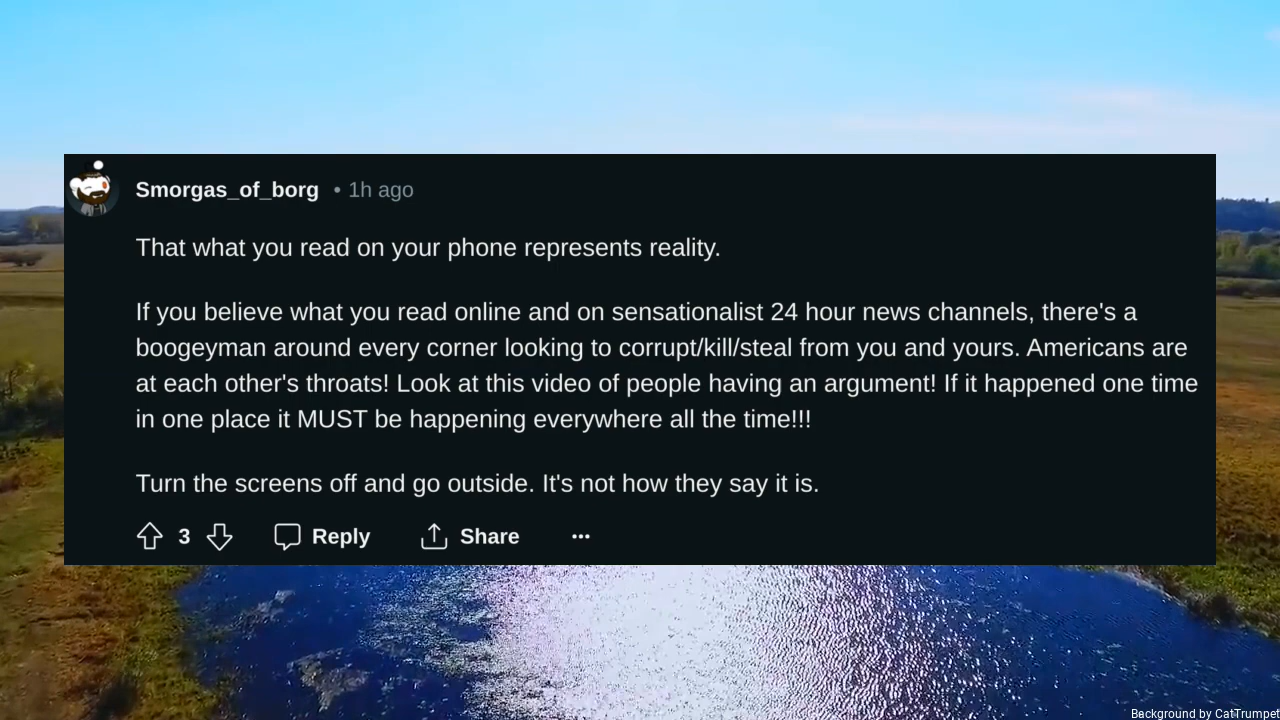 Smorgas_of_borg • 1h ago
That what you read on your phone represents reality.
If you believe what you read online and on sensationalist 24 hour news channels, there's a
boogeyman around every corner looking to corrupt/kill/steal from you and yours. Americans are
at each other's throats! Look at this video of people having an argument! If it happened one time
in one place it MUST be happening everywhere all the time!!!
Turn the screens off and go outside. It's not how they say it is.
3 Reply Share ...
Background by CatTrumpet